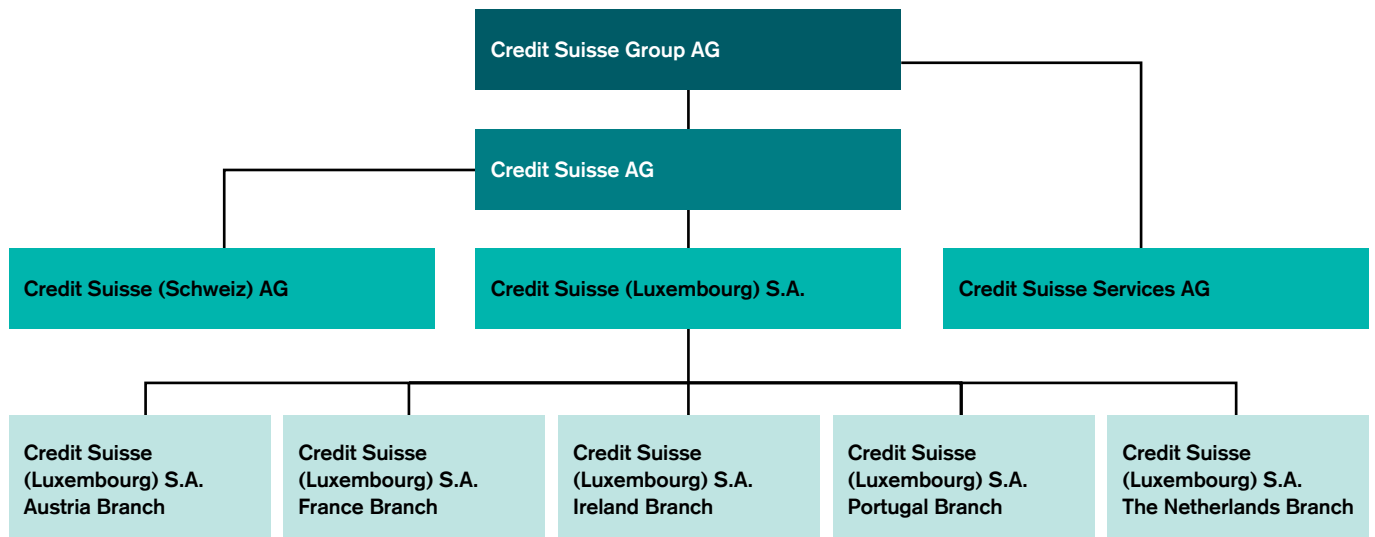 Credit Suisse Group AG
Credit Suisse AG
Credit Suisse (Schweiz) AG
Credit Suisse (Luxembourg) S.A.
Credit Suisse Services AG
Credit Suisse
(Luxembourg) S.A.
Austria Branch
Credit Suisse
(Luxembourg) S.A.
France Branch
Credit Suisse
(Luxembourg) S.A.
Ireland Branch
Credit Suisse
(Luxembourg) S.A.
Portugal Branch
Credit Suisse
(Luxembourg) S.A.
The Netherlands Branch